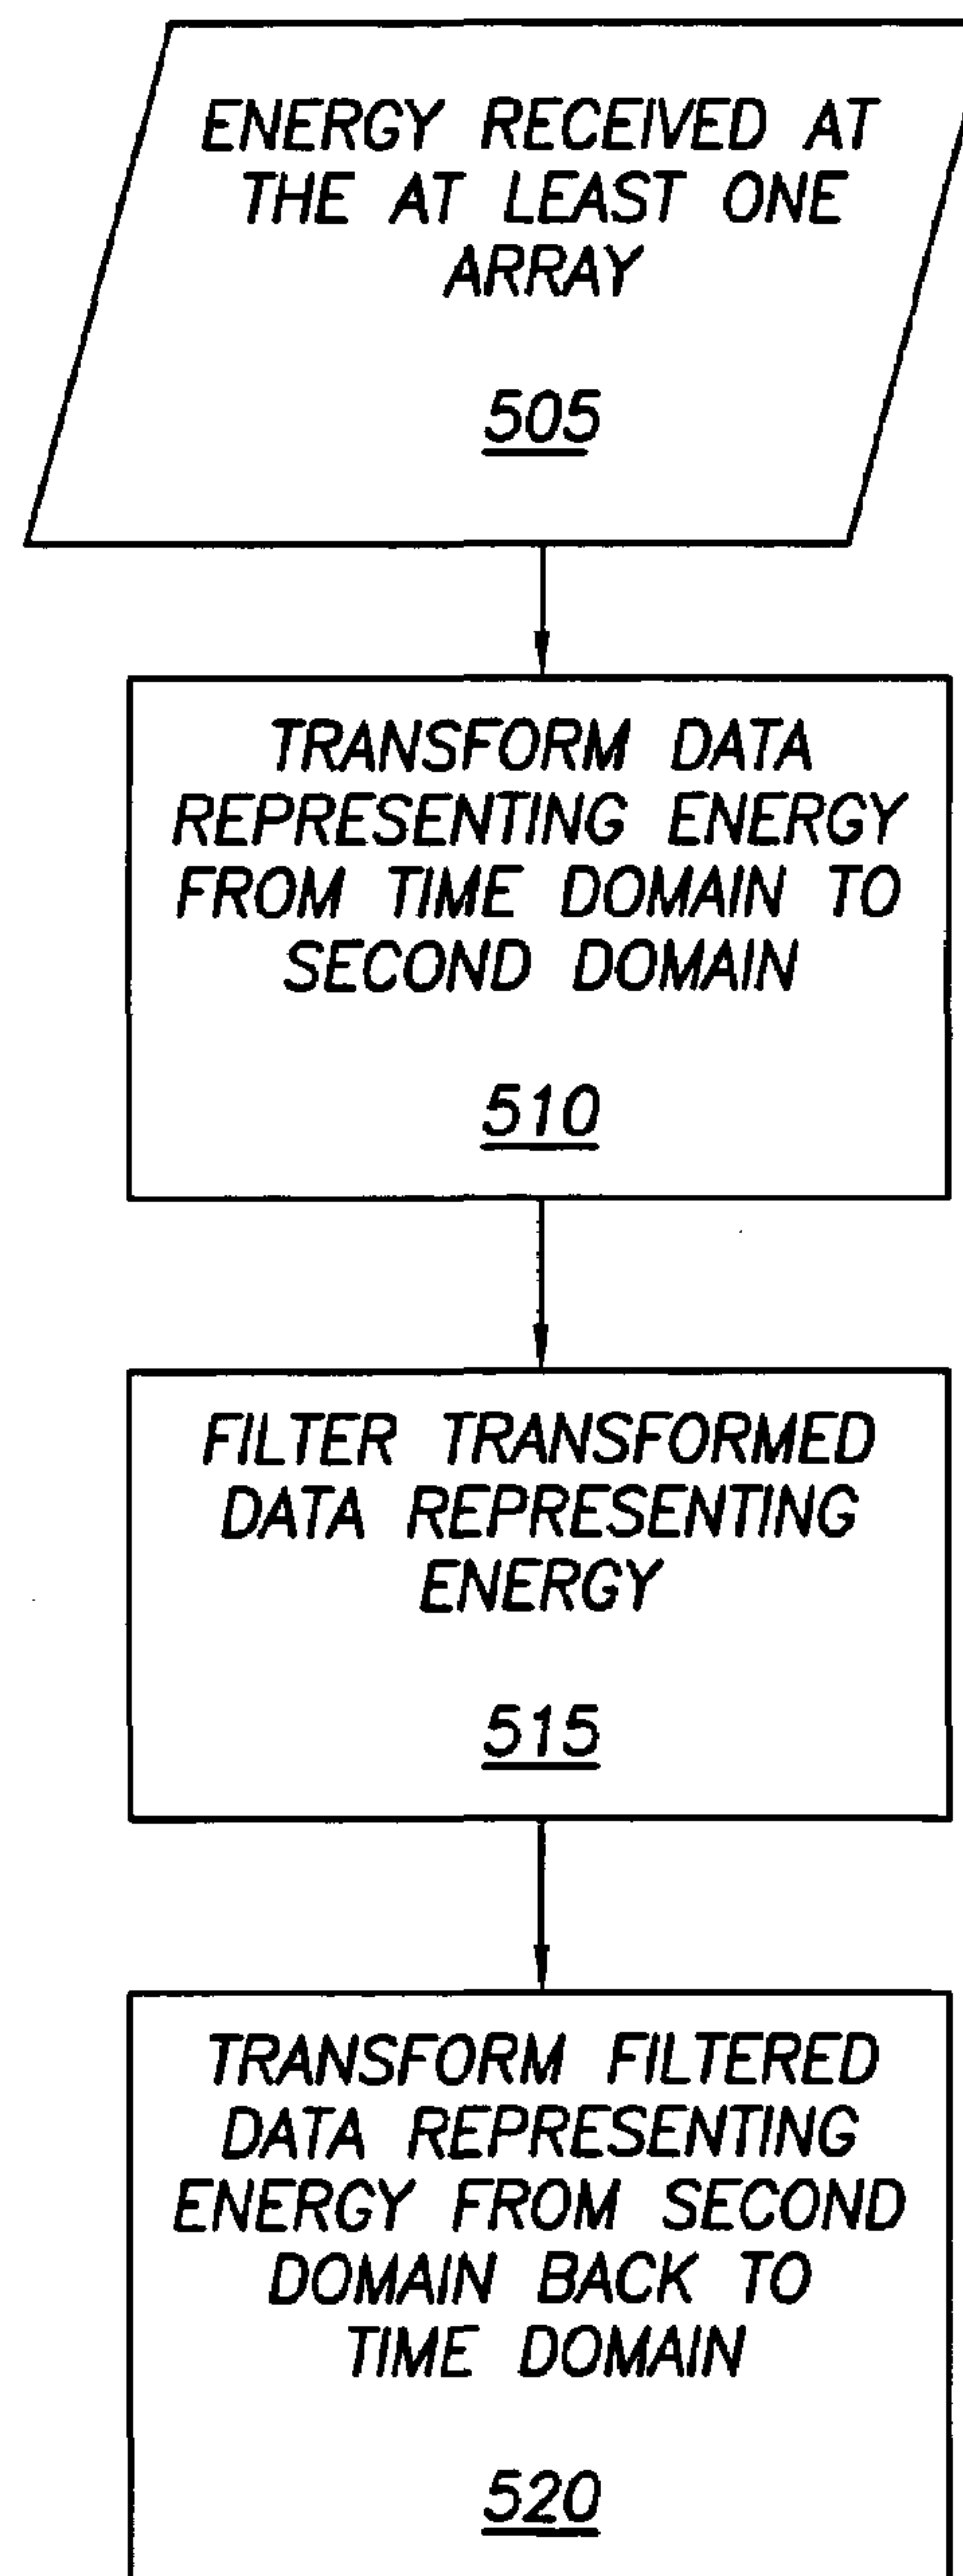 ENERGY RECEIVED AT
THE AT LEAST ONE
ARRAY
505
TRANSFORM DATA
REPRESENTING ENERGY
FROM TIME DOMAIN TO
SECOND DOMAIN
510
FILTER TRANSFORMED
DATA REPRESENTING
ENERGY
515
TRANSFORM FILTERED
DATA REPRESENTING
ENERGY FROM SECOND
DOMAIN BACK TO
TIME DOMAIN
520